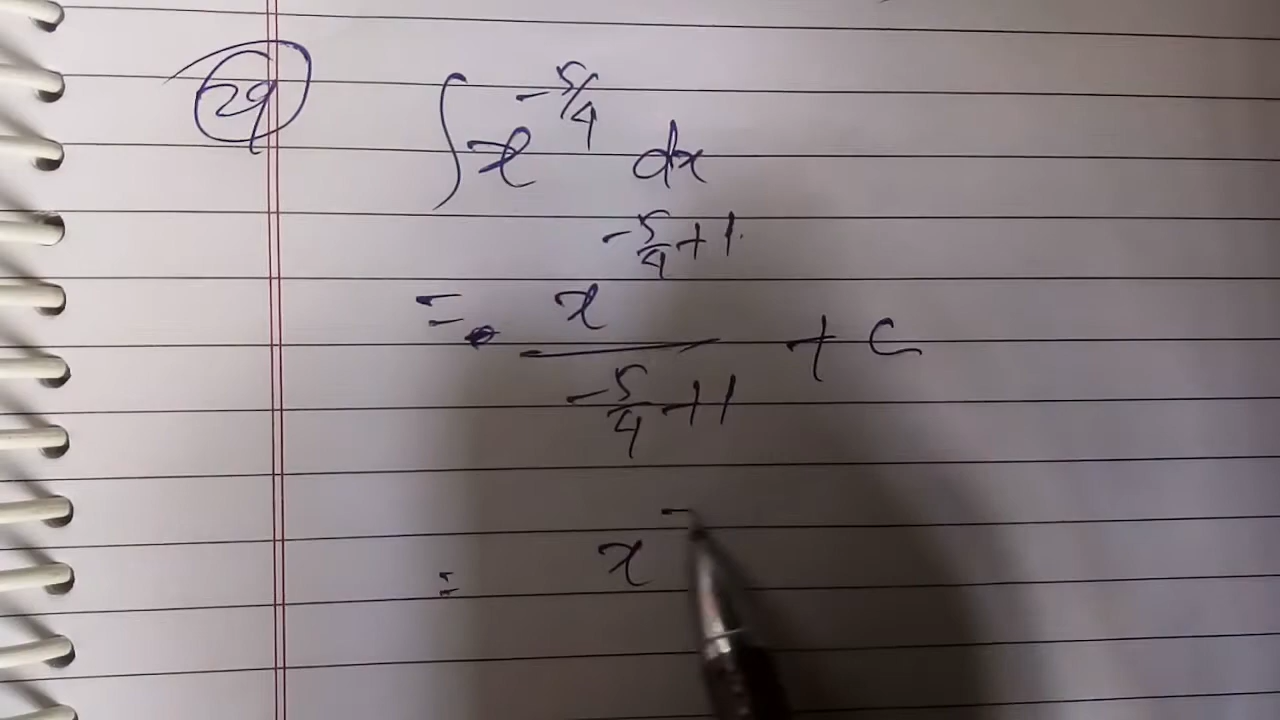 29 ∫ x^{-5/4} dx
= x^{-5/4+1} / (-5/4+1) + C
= x^{-